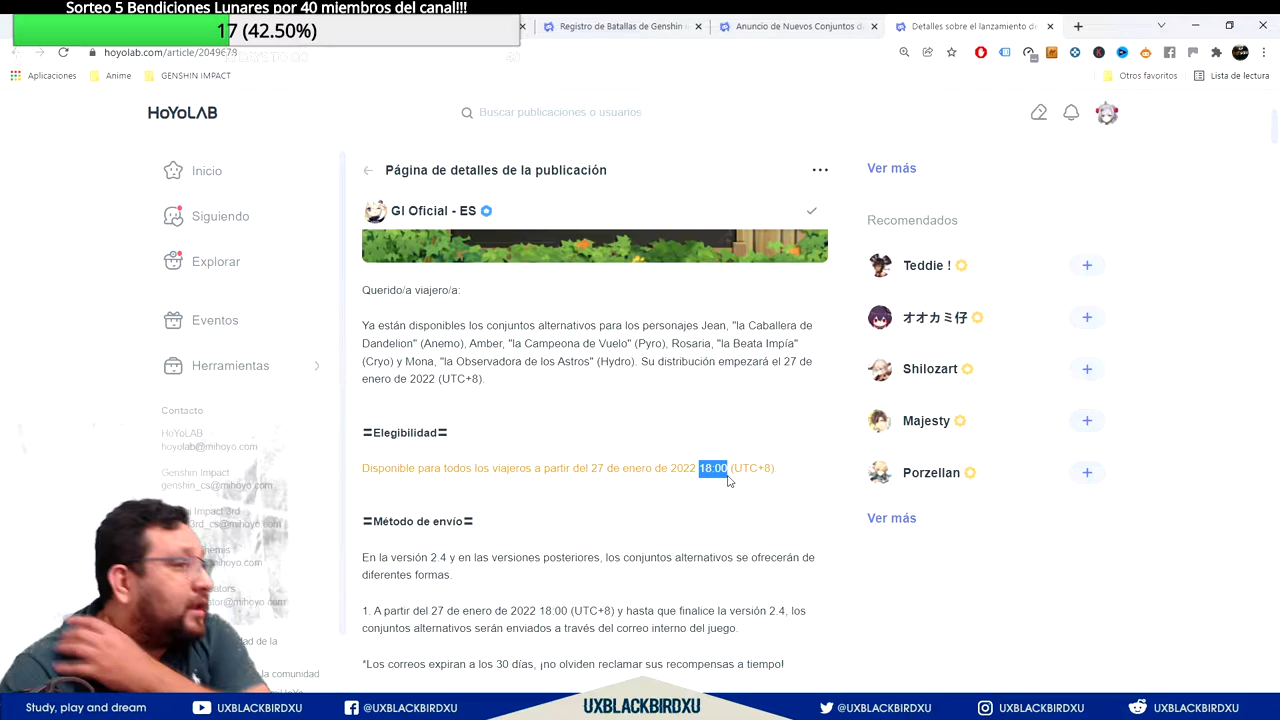 Sorteo 5 Bendiciones Lunares por 40 miembros del canal!!!
17 (42.50%)
Registro de Batallas de Genshin
Anuncio de Nuevos Conjuntos d
Detalles sobre el lanzamiento de
hoyolab.com/article/2049678
Aplicaciones
Anime
GENSHIN IMPACT
Otros favoritos
Lista de lectura
HoYoLAB
Buscar publicaciones o usuarios
Inicio
Siguiendo
Explorar
Eventos
Herramientas
Contacto
HoYoLAB
hoyolab@mihoyo.com
Genshin Impact
genshin_cs@mihoyo.com
Impact 3rd
3rd_cs@mihoyo.com
Página de detalles de la publicación
GI Oficial - ES
Querido/a viajero/a:
Ya están disponibles los conjuntos alternativos para los personajes Jean, "la Caballera de
Dandelion" (Anemo), Amber, "la Campeona de Vuelo" (Pyro), Rosaria, "la Beata Impía"
(Cryo) y Mona, "la Observadora de los Astros" (Hydro). Su distribución empezará el 27 de
enero de 2022 (UTC+8).
〓Elegibilidad〓
Disponible para todos los viajeros a partir del 27 de enero de 2022 18:00 (UTC+8)
〓Método de envío〓
En la versión 2.4 y en las versiones posteriores, los conjuntos alternativos se ofrecerán de
diferentes formas.
1. A partir del 27 de enero de 2022 18:00 (UTC+8) y hasta que finalice la versión 2.4, los
conjuntos alternativos serán enviados a través del correo interno del juego.
*Los correos expiran a los 30 días, ¡no olviden reclamar sus recompensas a tiempo!
Ver más
Recomendados
Teddie !
オオカミ仔
Shilozart
Majesty
Porzellan
Ver más
dad de la
la comunidad
Study, play and dream
UXBLACKBIRDXU
@UXBLACKBIRDXU
UXBLACKBIRDXU
@UXBLACKBIRDXU
UXBLACKBIRDXU
UXBLACKBIRDXU